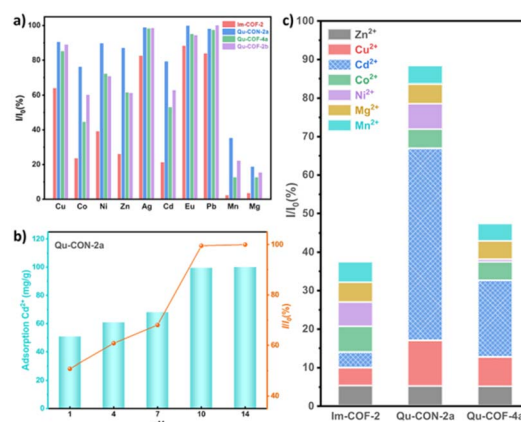 a)
Im-COF-2
Qu-CON-2a
Qu-COF-4a
Qu-COF-2b
I/I₀(%)
100
80
60
40
20
0
Cu Co Ni Zn Ag Cd Eu Pb Mn Mg
b)
Qu-CON-2a
Adsorption Cd²⁺ (mg/g)
120
100
80
60
40
20
0
I/I₀(%)
100
80
60
40
1 4 7 10 14
c)
Zn²⁺
Cu²⁺
Cd²⁺
Co²⁺
Ni²⁺
Mg²⁺
Mn²⁺
I/I₀(%)
100
90
80
70
60
50
40
30
20
10
0
Im-COF-2 Qu-CON-2a Qu-COF-4a